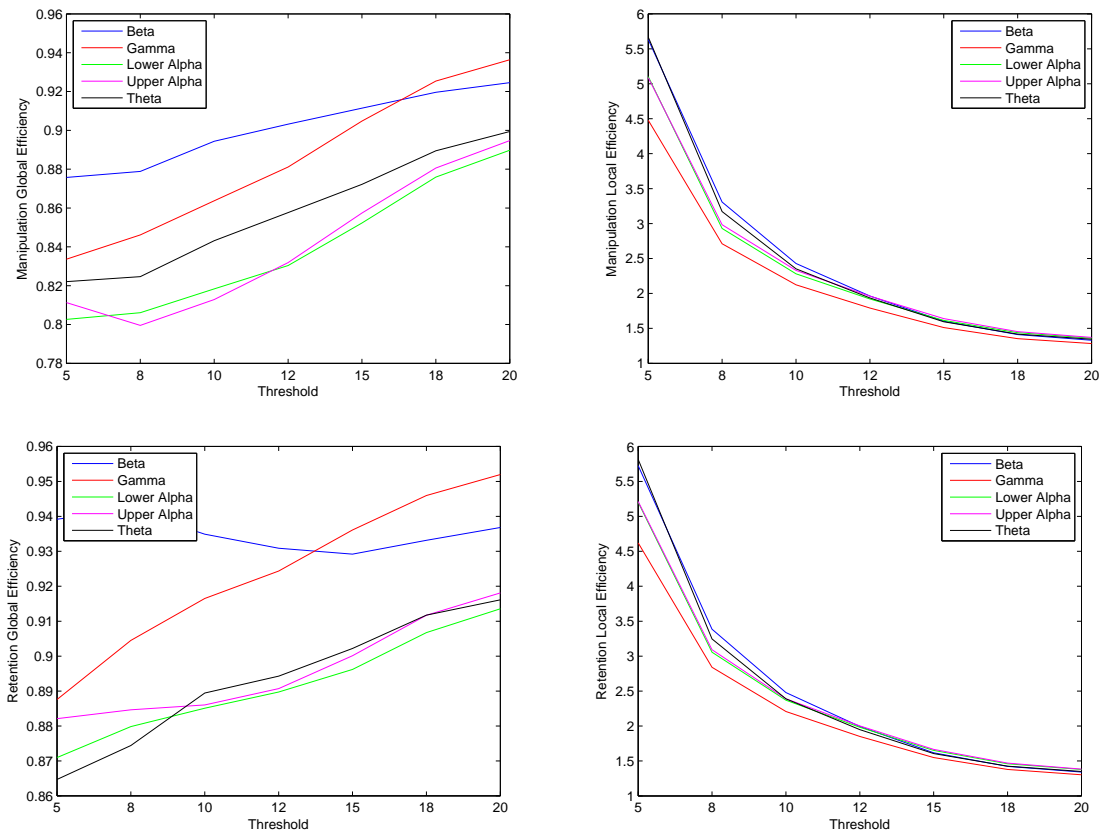 0.96
0.94
0.92
0.9
0.88
0.86
0.84
0.82
0.8
0.78
Manipulation Global Efficiency
Beta
Gamma
Lower Alpha
Upper Alpha
Theta
5 8 10 12 15 18 20
Threshold
6
5.5
5
4.5
4
3.5
3
2.5
2
1.5
1
Manipulation Local Efficiency
Beta
Gamma
Lower Alpha
Upper Alpha
Theta
5 8 10 12 15 18 20
Threshold
0.96
0.95
0.94
0.93
0.92
0.91
0.9
0.89
0.88
0.87
0.86
Retention Global Efficiency
Beta
Gamma
Lower Alpha
Upper Alpha
Theta
5 8 10 12 15 18 20
Threshold
6
5.5
5
4.5
4
3.5
3
2.5
2
1.5
1
Retention Local Efficiency
Beta
Gamma
Lower Alpha
Upper Alpha
Theta
5 8 10 12 15 18 20
Threshold